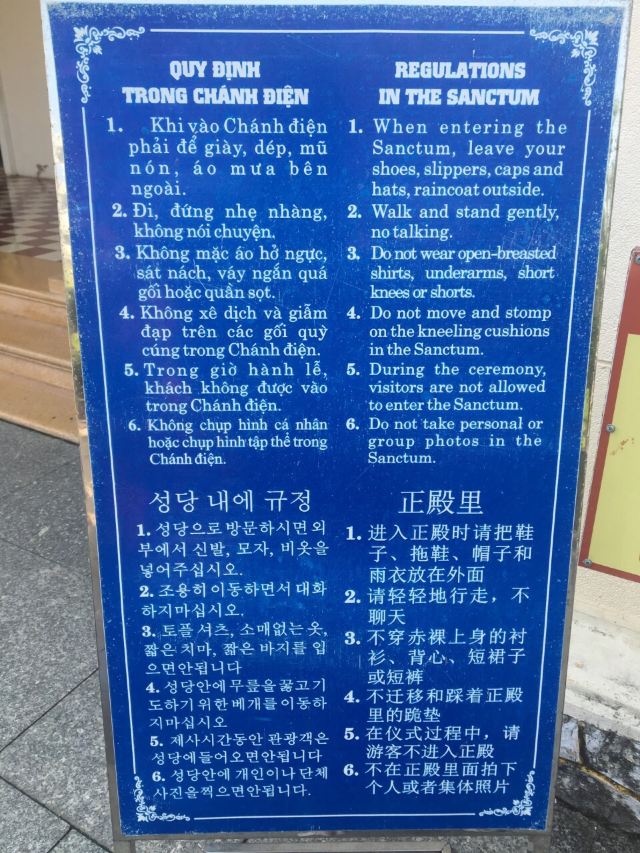 QUY ĐỊNH
TRONG CHÁNH ĐIỆN
1. Khi vào Chánh điện
phải để giày, dép, mũ
nón, áo mưa bên
ngoài.
2. Đi, đứng nhẹ nhàng,
không nói chuyện.
3. Không mặc áo hở ngực,
sát nách, váy ngắn quá
gối hoặc quần sọt.
4. Không xê dịch và giẫm
đạp trên các gối quỳ
cúng trong Chánh điện.
5. Trong giờ hành lễ,
khách không được vào
trong Chánh điện.
6. Không chụp hình cá nhân
hoặc chụp hình tập thể trong
Chánh điện.
REGULATIONS
IN THE SANCTUM
1. When entering the
Sanctum, leave your
shoes, slippers, caps and
hats, raincoat outside.
2. Walk and stand gently,
no talking.
3. Do not wear open-breasted
shirts, underarms, short
knees or shorts.
4. Do not move and stomp
on the kneeling cushions
in the Sanctum.
5. During the ceremony,
visitors are not allowed
to enter the Sanctum.
6. Do not take personal or
group photos in the
Sanctum.
성당 내에 규정
1. 성당으로 방문하시면 외
부에서 신발, 모자, 비옷을
넣어주십시오.
2. 조용히 이동하면서 대화
하지마십시오.
3. 토플 셔츠, 소매없는 옷,
짧은 치마, 짧은 바지를 입
으면안됩니다
4. 성당안에 무릎을 꿇고기
도하기 위한 베개를 이동하
지마십시오
5. 제사시간동안 관광객은
성당에들어오면안됩니다
6. 성당안에 개인이나 단체
사진을찍으면안됩니다.
正殿里
1. 进入正殿时请把鞋
子、拖鞋、帽子和
雨衣放在外面
2. 请轻轻地行走，不
聊天
3. 不穿赤裸上身的衬
衫、背心、短裙子
或短裤
4. 不迁移和踩着正殿
里的跪垫
5. 在仪式过程中，请
游客不进入正殿
6. 不在正殿里面拍下
个人或者集体照片